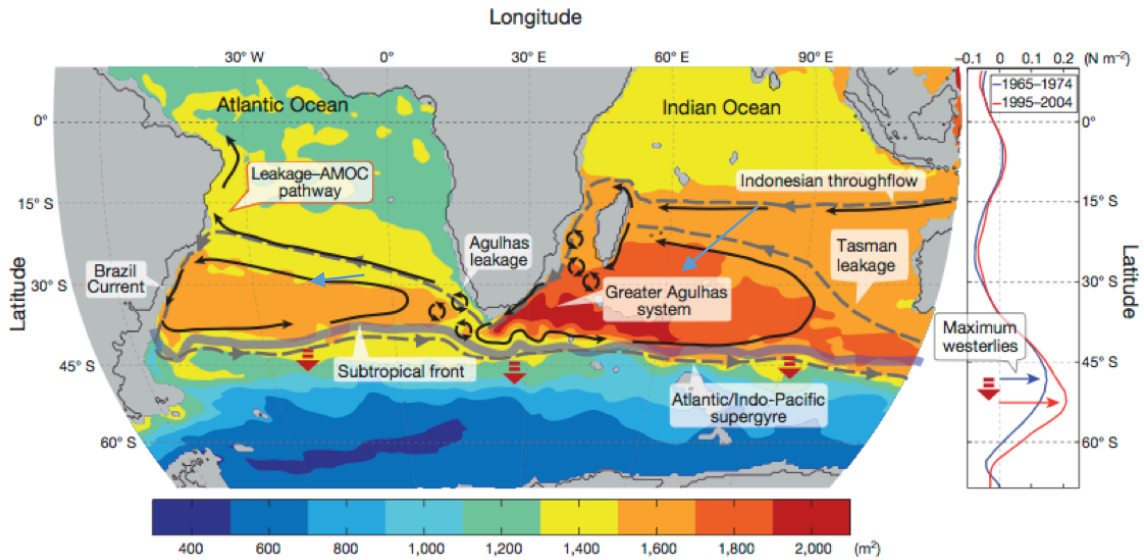 Longitude
30° W
0°
30° E
60° E
90° E
−0.1
0
0.1
0.2
(N m⁻²)
1965–1974
1995–2004
Atlantic Ocean
Indian Ocean
Latitude
0°
15° S
30° S
45° S
60° S
Leakage–AMOC
pathway
Indonesian throughflow
Agulhas
leakage
Tasman
leakage
Brazil
Current
Greater Agulhas
system
Subtropical front
Atlantic/Indo-Pacific
supergyre
Maximum
westerlies
0°
15° S
30° S
45° S
60° S
Latitude
400
600
800
1,000
1,200
1,400
1,600
1,800
2,000
(m²)